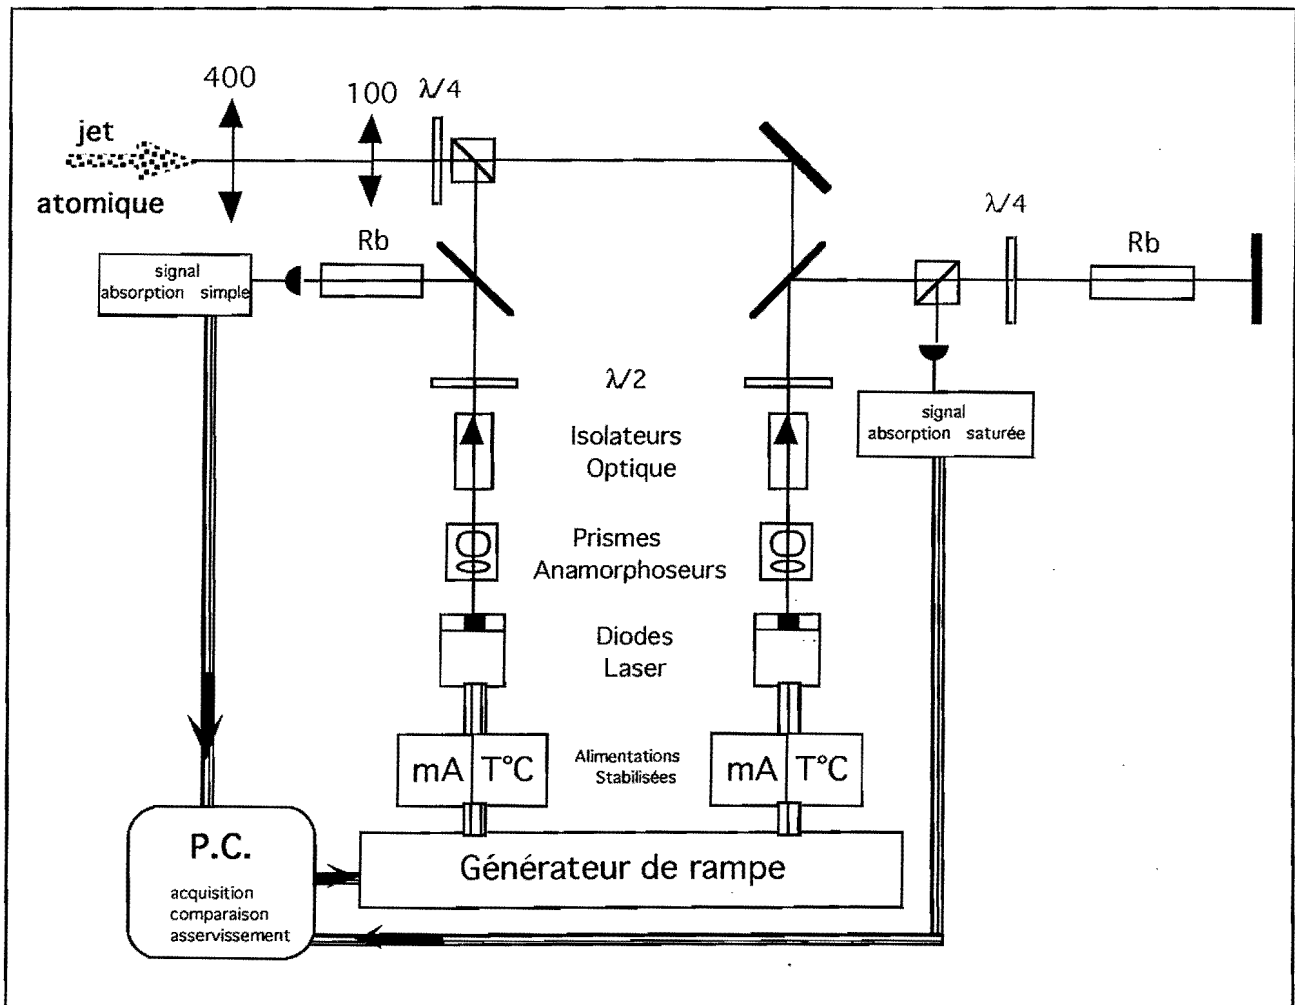 400
100
λ/4
jet
atomique
λ/4
Rb
Rb
signal
absorption simple
λ/2
signal
absorption saturée
Isolateurs
Optique
Prismes
Anamorphoseurs
Diodes
Laser
mA T°C
Alimentations
Stabilisées
mA T°C
P.C.
acquisition
comparaison
asservissement
Générateur de rampe